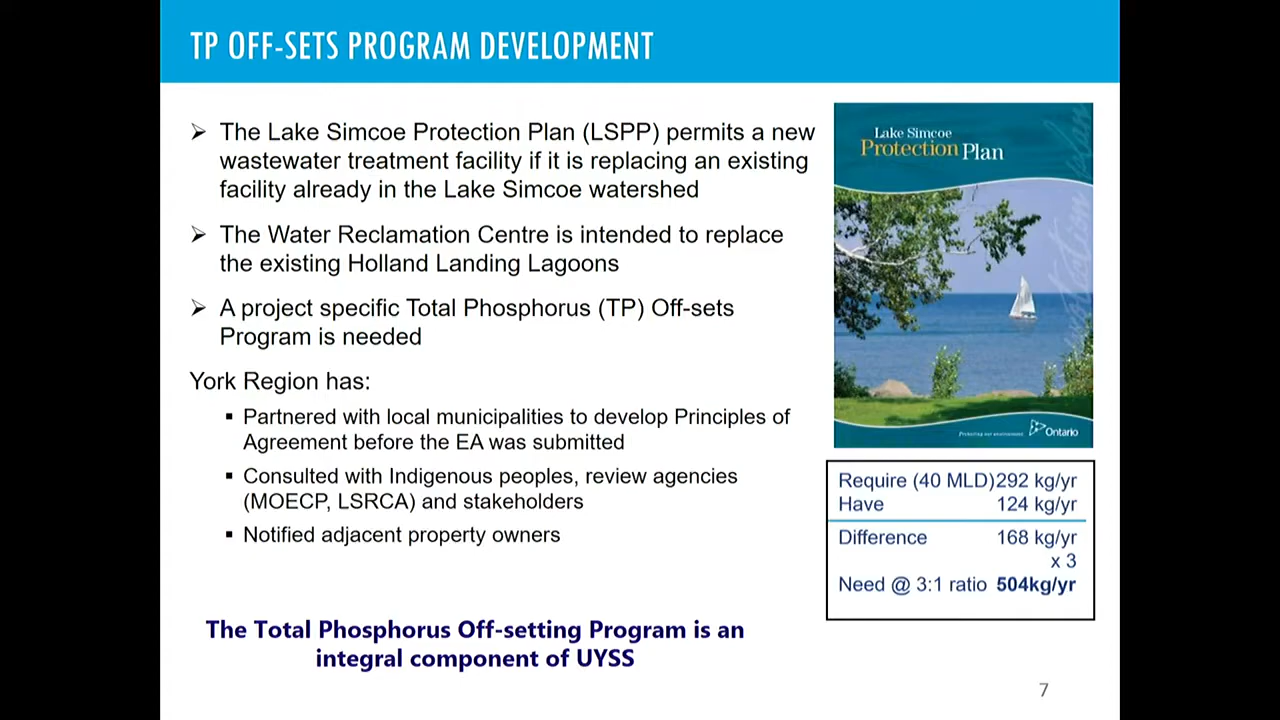 TP OFF-SETS PROGRAM DEVELOPMENT
➢ The Lake Simcoe Protection Plan (LSPP) permits a new
wastewater treatment facility if it is replacing an existing
facility already in the Lake Simcoe watershed
➢ The Water Reclamation Centre is intended to replace
the existing Holland Landing Lagoons
➢ A project specific Total Phosphorus (TP) Off-sets
Program is needed
York Region has:
▪ Partnered with local municipalities to develop Principles of
Agreement before the EA was submitted
▪ Consulted with Indigenous peoples, review agencies
(MOECP, LSRCA) and stakeholders
▪ Notified adjacent property owners
The Total Phosphorus Off-setting Program is an
integral component of UYSS
Lake Simcoe
Protection Plan
Protecting our environment.
Ontario
Require (40 MLD)292 kg/yr
Have 124 kg/yr
Difference 168 kg/yr
x 3
Need @ 3:1 ratio 504kg/yr
7